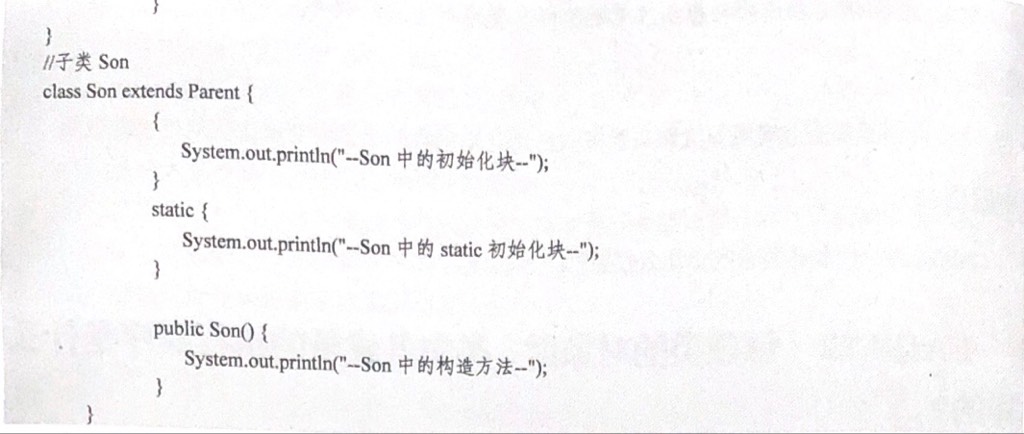 }
}
//子类 Son
class Son extends Parent {
{
System.out.println("--Son 中的初始化块--");
}
static {
System.out.println("--Son 中的 static 初始化块--");
}
public Son() {
System.out.println("--Son 中的构造方法--");
}
}